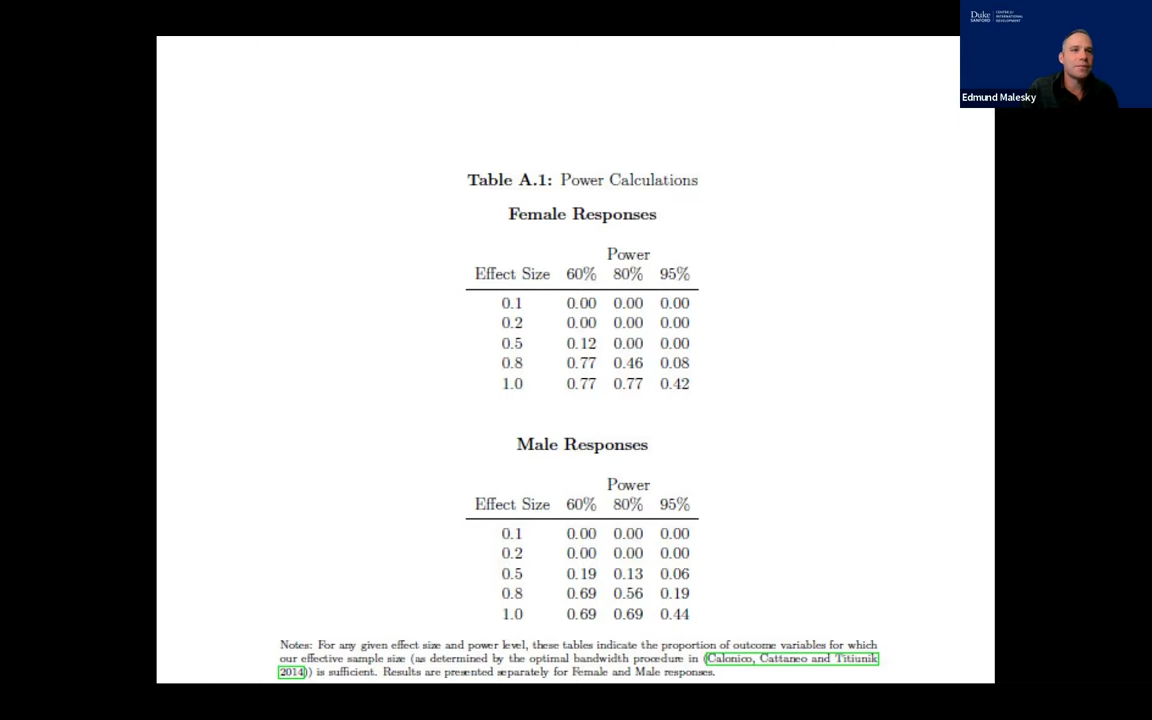 Duke
SANFORD
CENTER for
INTERNATIONAL
DEVELOPMENT
Edmund Malesky
Table A.1: Power Calculations
Female Responses
Power
Effect Size 60% 80% 95%
0.1 0.00 0.00 0.00
0.2 0.00 0.00 0.00
0.5 0.12 0.00 0.00
0.8 0.77 0.46 0.08
1.0 0.77 0.77 0.42
Male Responses
Power
Effect Size 60% 80% 95%
0.1 0.00 0.00 0.00
0.2 0.00 0.00 0.00
0.5 0.19 0.13 0.06
0.8 0.69 0.56 0.19
1.0 0.69 0.69 0.44
Notes: For any given effect size and power level, these tables indicate the proportion of outcome variables for which
our effective sample size (as determined by the optimal bandwidth procedure in (Calonico, Cattaneo and Titiunik
2014)) is sufficient. Results are presented separately for Female and Male responses.